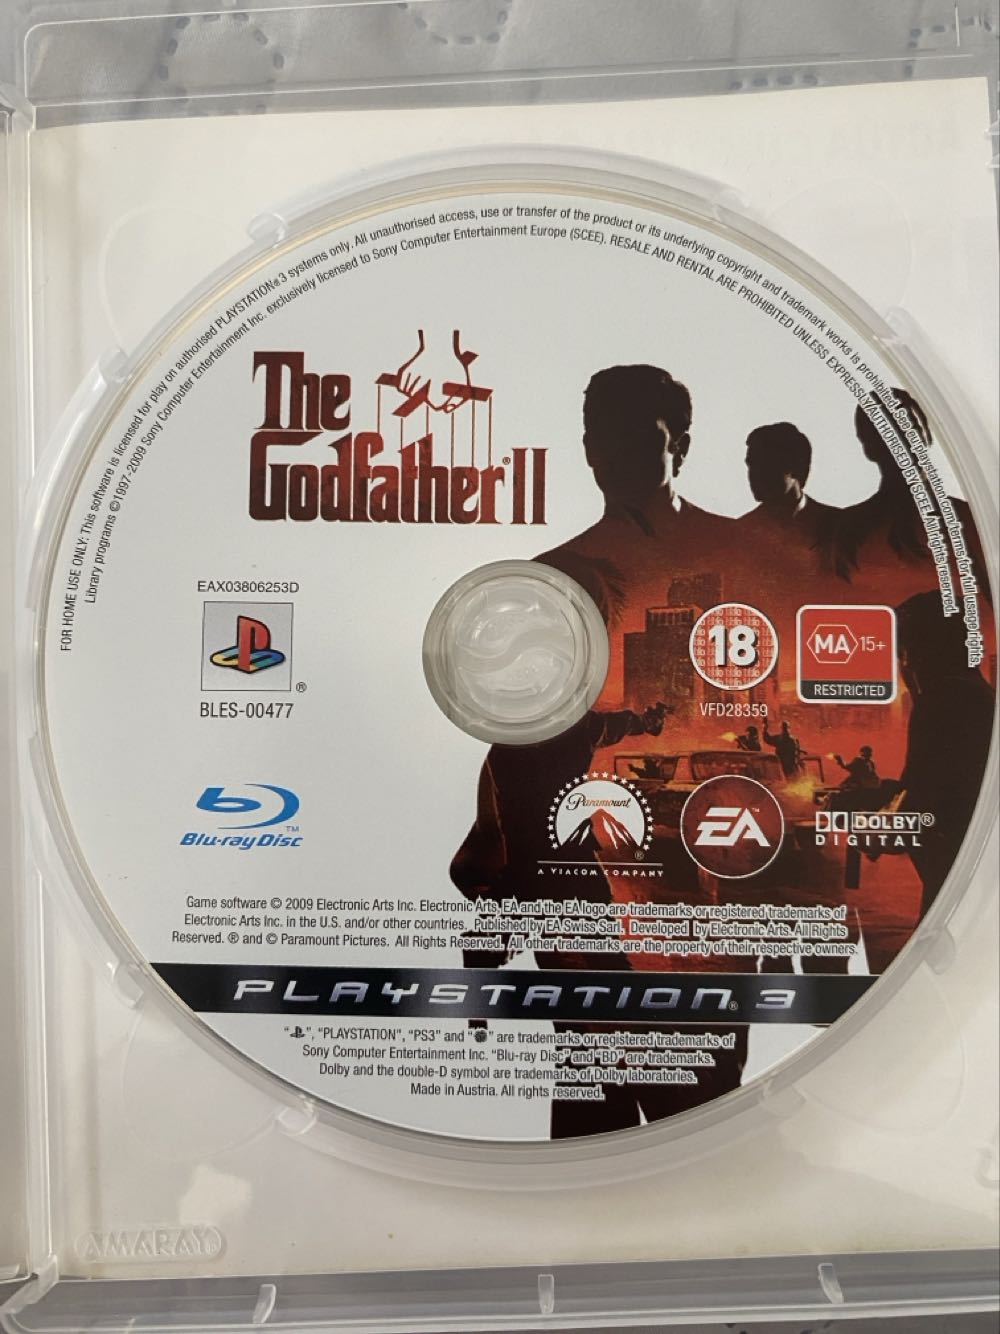 FOR HOME USE ONLY: This software is licensed for play on authorised PLAYSTATION®3 systems only. All unauthorised access, use or transfer of the product or its underlying copyright and trademark works is prohibited. See eu.playstation.com/terms for full usage rights.
Library programs ©1997-2009 Sony Computer Entertainment Inc. exclusively licensed to Sony Computer Entertainment Europe (SCEE). RESALE AND RENTAL ARE PROHIBITED UNLESS EXPRESSLY AUTHORISED BY SCEE. All rights reserved.
The
Godfather® II
EAX03806253D
®
BLES-00477
18
VFD28359
MA 15+
RESTRICTED
Blu-ray Disc™
Paramount
®
A VIACOM COMPANY
EA™
DOLBY®
DIGITAL
Game software © 2009 Electronic Arts Inc. Electronic Arts, EA and the EA logo are trademarks or registered trademarks of
Electronic Arts Inc. in the U.S. and/or other countries. Published by EA Swiss Sarl. Developed by Electronic Arts. All Rights
Reserved. ® and © Paramount Pictures. All Rights Reserved. All other trademarks are the property of their respective owners.
PLAYSTATION® 3
" ", "PLAYSTATION", "PS3" and " " are trademarks or registered trademarks of
Sony Computer Entertainment Inc. "Blu-ray Disc" and "BD" are trademarks.
Dolby and the double-D symbol are trademarks of Dolby laboratories.
Made in Austria. All rights reserved.
AMARAY®